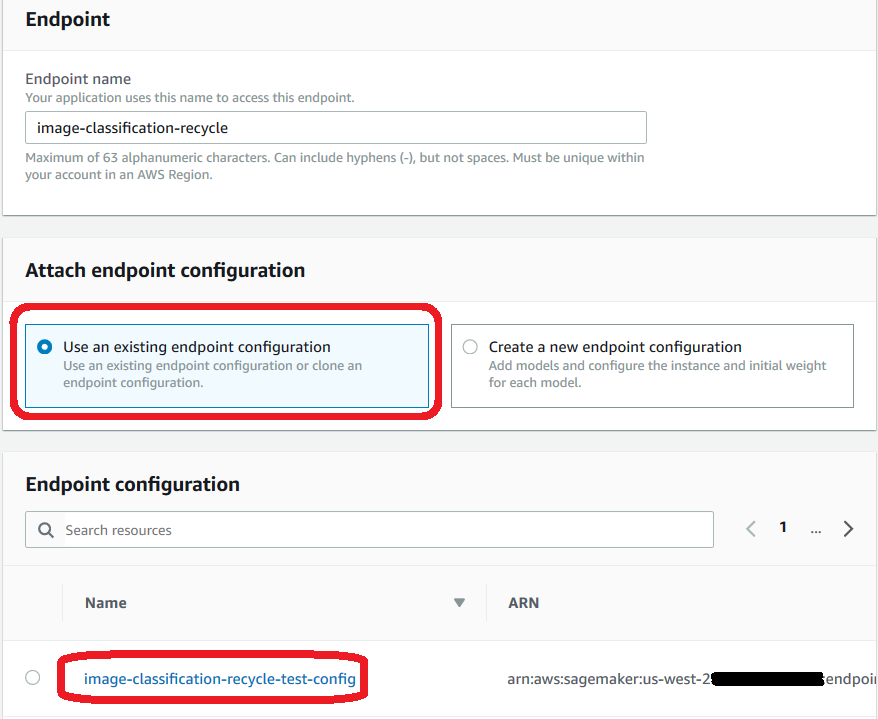 Endpoint
Endpoint name
Your application uses this name to access this endpoint.
image-classification-recycle
Maximum of 63 alphanumeric characters. Can include hyphens (-), but not spaces. Must be unique within
your account in an AWS Region.
Attach endpoint configuration
Use an existing endpoint configuration
Use an existing endpoint configuration or clone an
endpoint configuration.
Create a new endpoint configuration
Add models and configure the instance and initial weight
for each model.
Endpoint configuration
Search resources
1 ...
Name ARN
image-classification-recycle-test-config arn:aws:sagemaker:us-west-2 endpoin